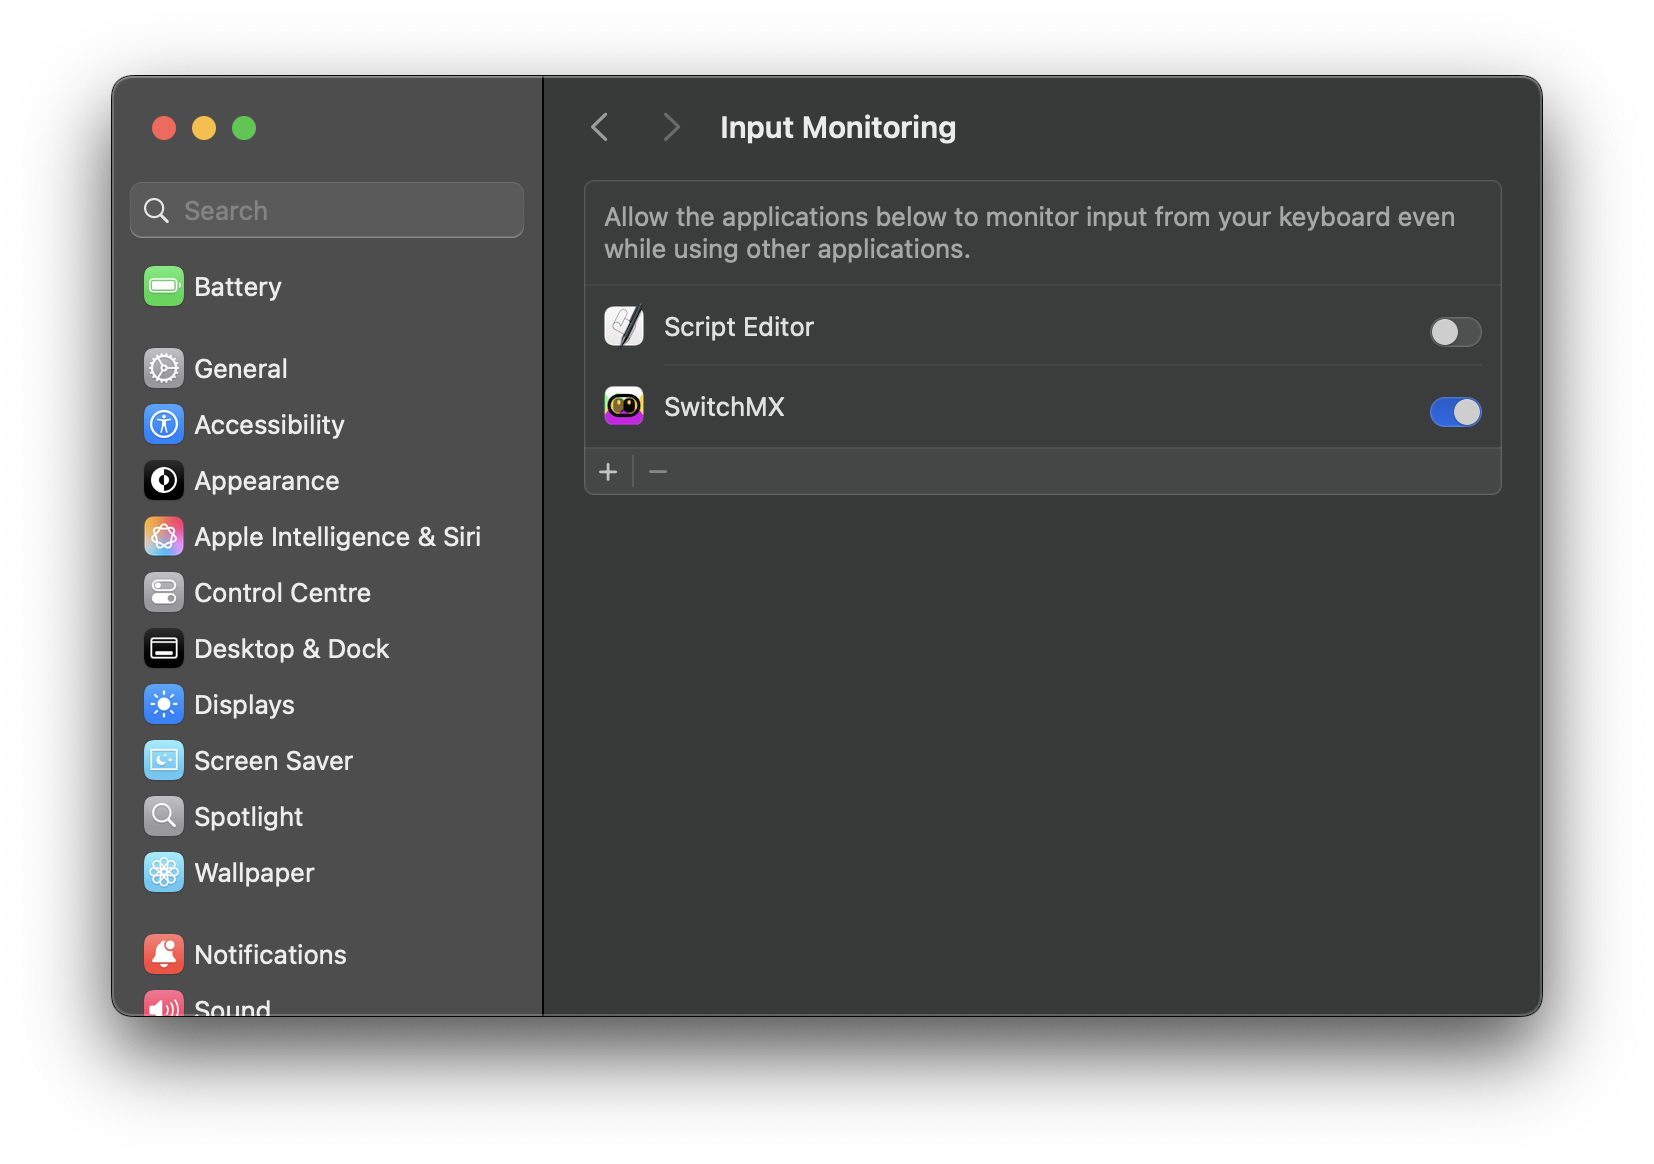 Search
Battery
General
Accessibility
Appearance
Apple Intelligence & Siri
Control Centre
Desktop & Dock
Displays
Screen Saver
Spotlight
Wallpaper
Notifications
Sound
Input Monitoring
Allow the applications below to monitor input from your keyboard even
while using other applications.
Script Editor
SwitchMX